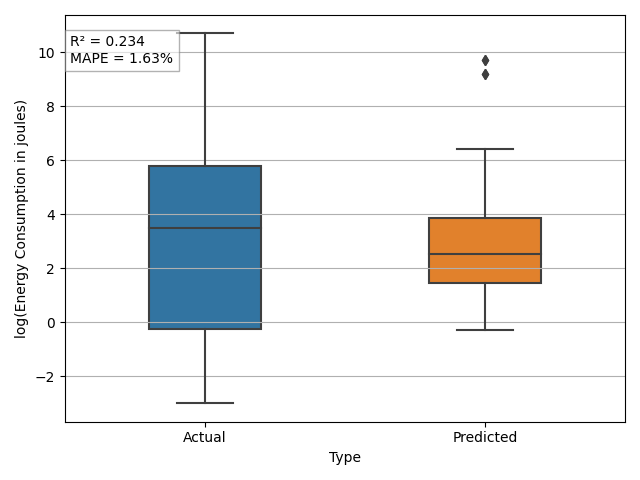 R² = 0.234
MAPE = 1.63%
10
8
6
4
2
0
−2
log(Energy Consumption in joules)
Actual
Predicted
Type